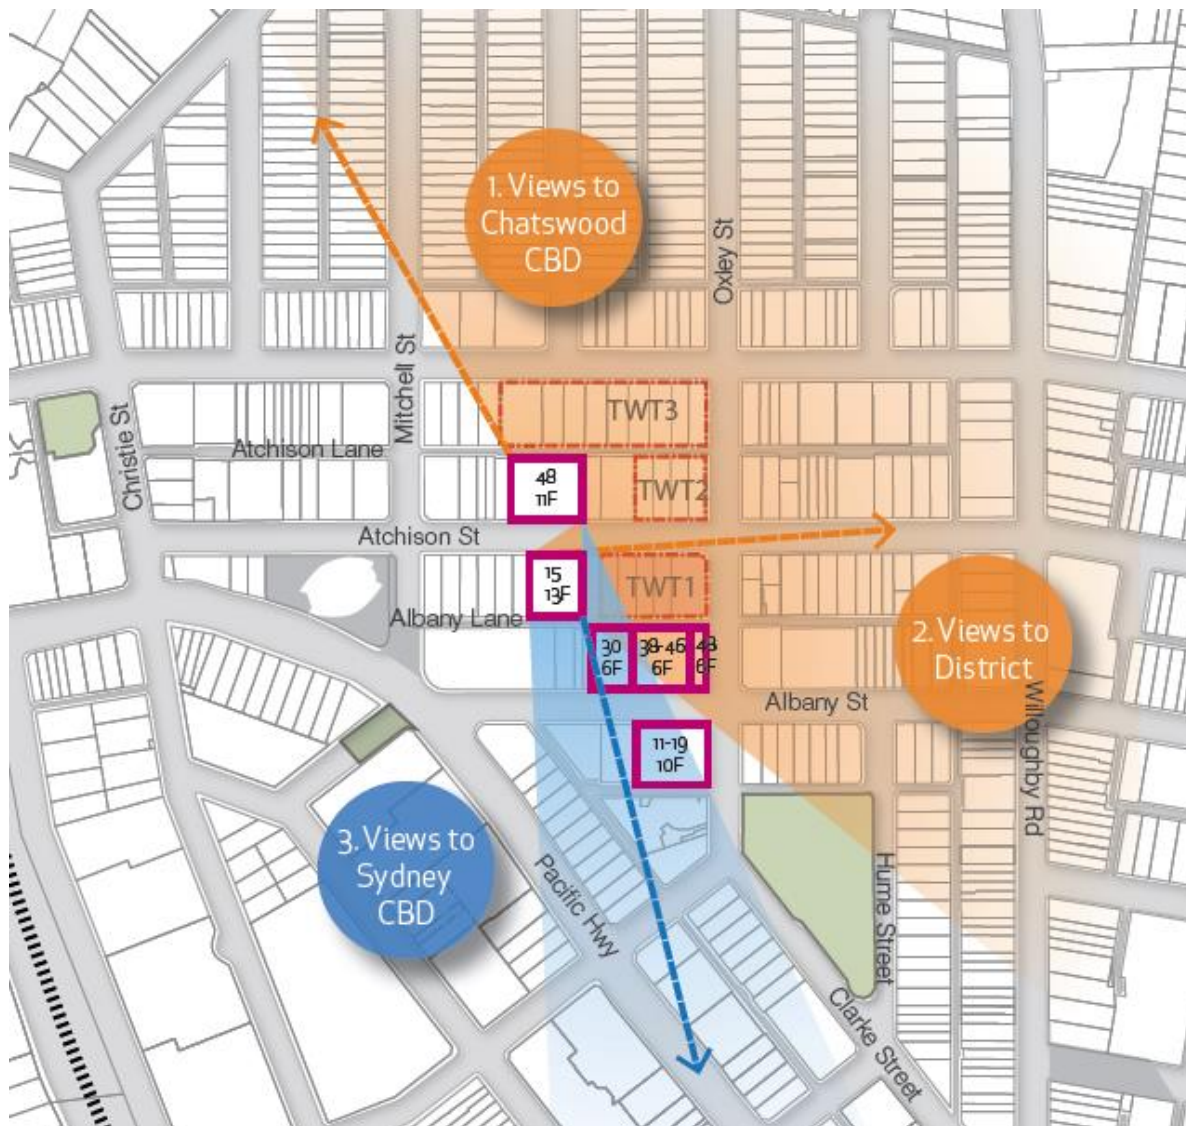 1. Views to
Chatswood
CBD
Oxley St
Mitchell St
TWT3
Christie St
Atchison Lane
48
11F
TWT2
Atchison St
15
13F
TWT1
Albany Lane
30
6F
38-46
6F
48
6F
2. Views to
District
Albany St
Willoughby Rd
11-19
10F
3. Views to
Sydney
CBD
Pacific Hwy
Hume Street
Clarke Street